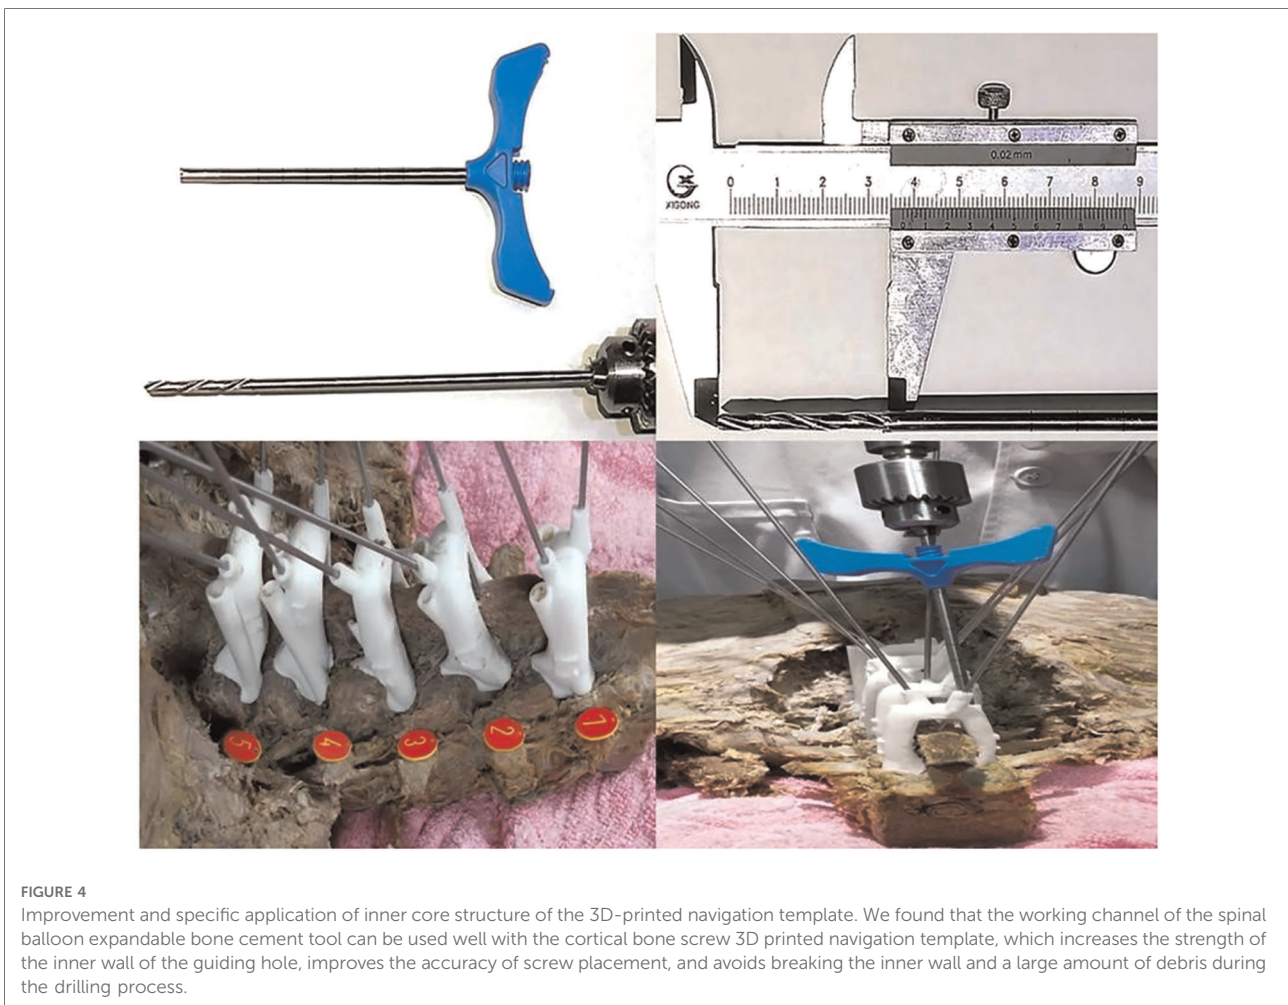 0.02mm
0 1 2 3 4 5 6 7 8 9
XIGONG
5 4 3 2 1
FIGURE 4
Improvement and specific application of inner core structure of the 3D-printed navigation template. We found that the working channel of the spinal
balloon expandable bone cement tool can be used well with the cortical bone screw 3D printed navigation template, which increases the strength of
the inner wall of the guiding hole, improves the accuracy of screw placement, and avoids breaking the inner wall and a large amount of debris during
the drilling process.